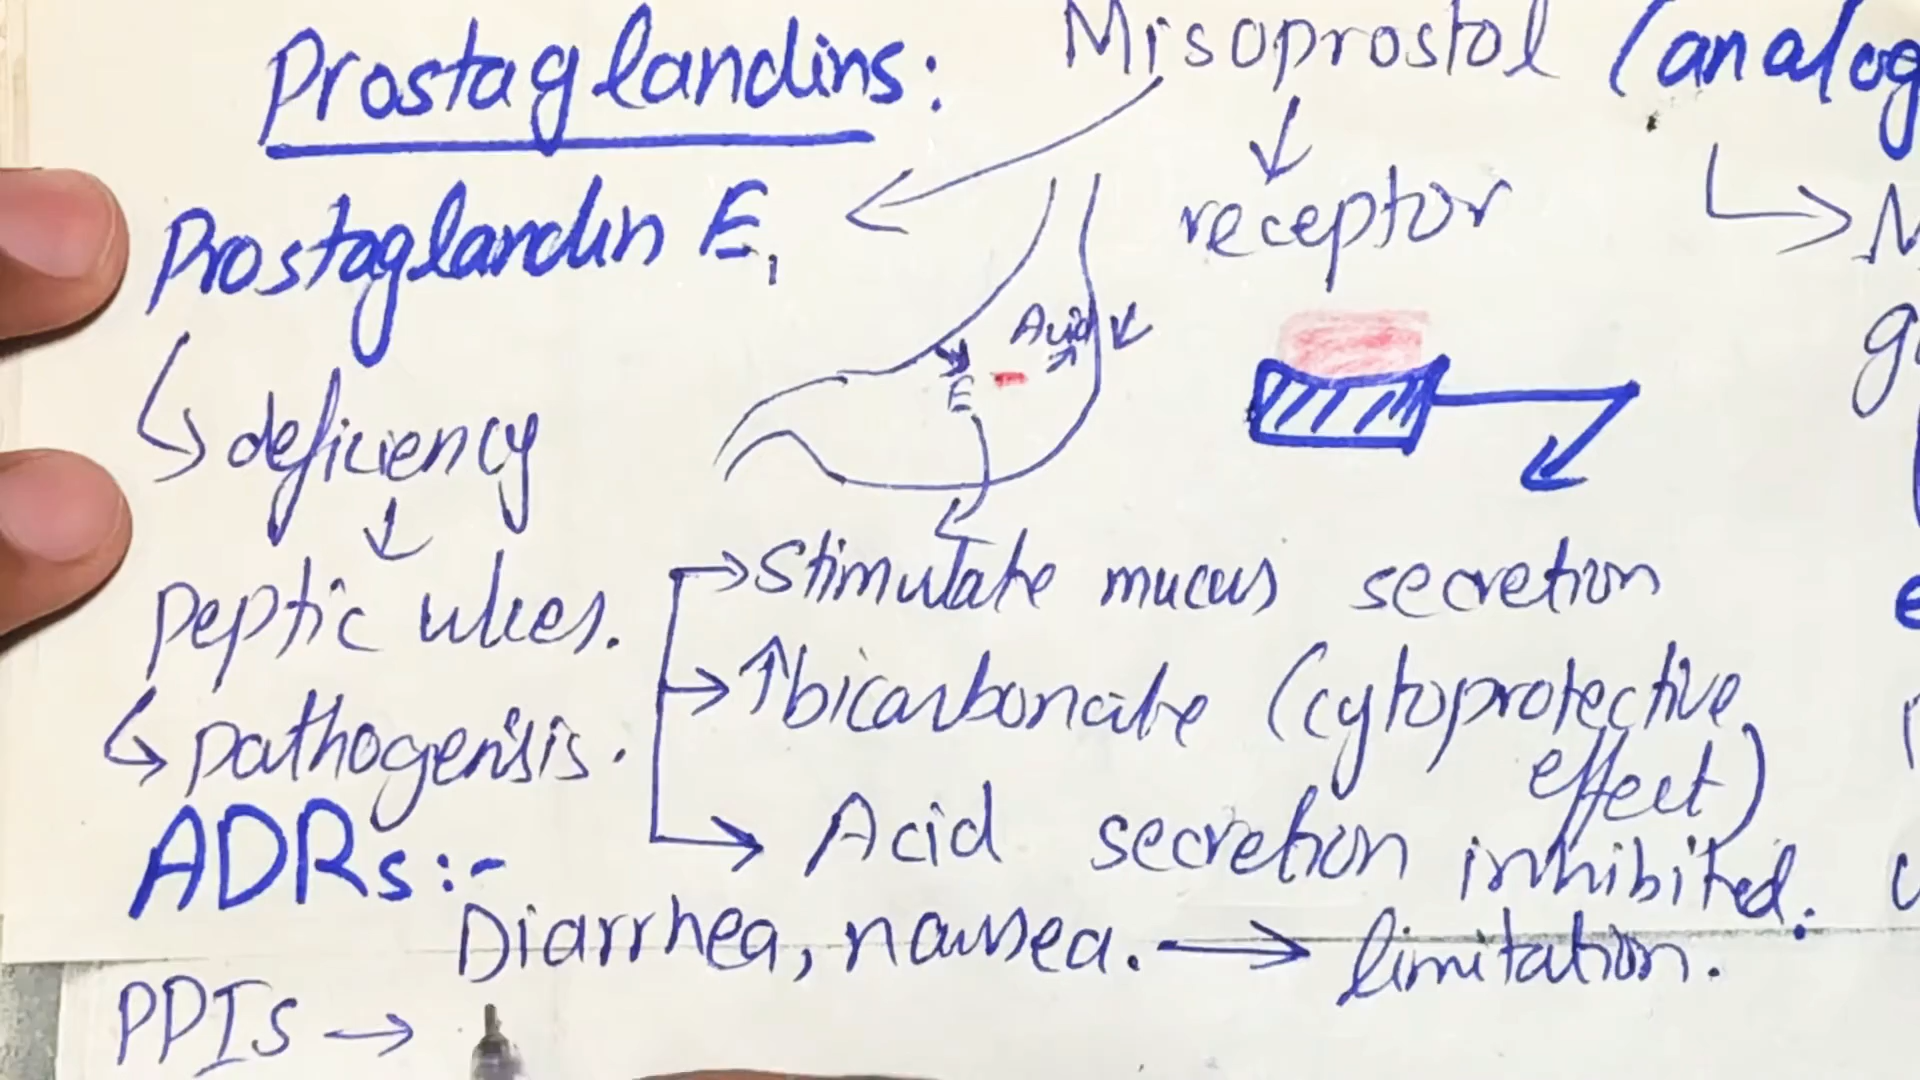 Prostaglandins: Misoprostol (analog
Prostaglandin E1
receptor
Acid
E
deficiency
peptic ulcer.
pathogenisis.
Stimulate mucus secretion
↑bicarbonate (cytoprotective effect)
Acid secretion inhibited.
ADRs:-
Diarrhea, nausea. → limitation.
PPIs →